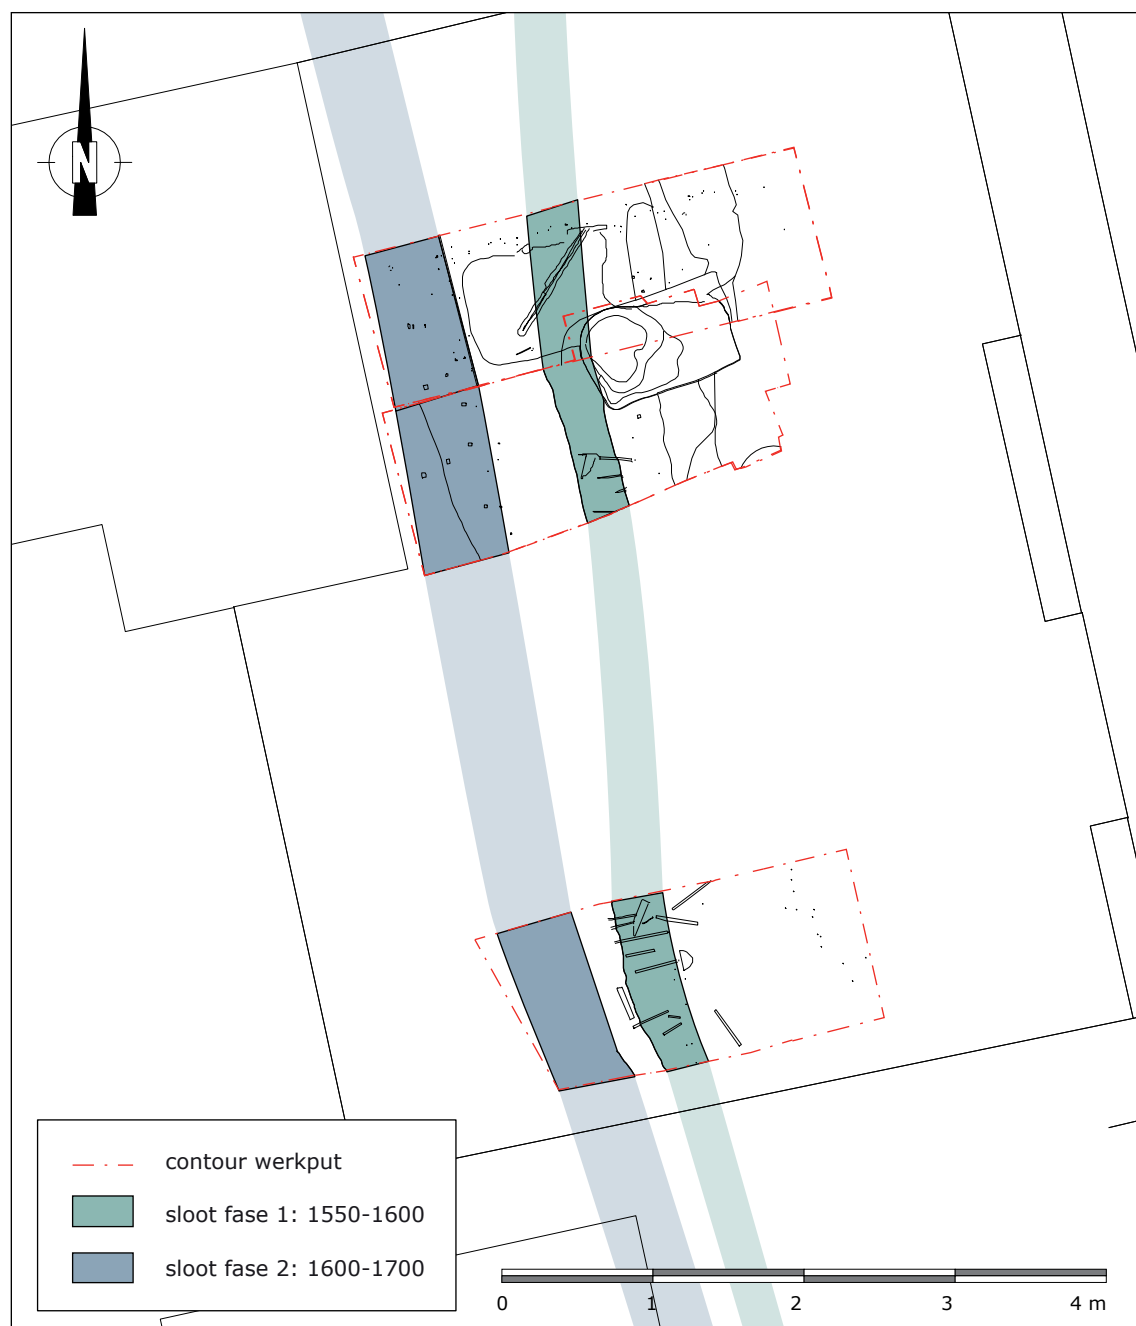 N
contour werkput
sloot fase 1: 1550-1600
sloot fase 2: 1600-1700
0 1 2 3 4 m